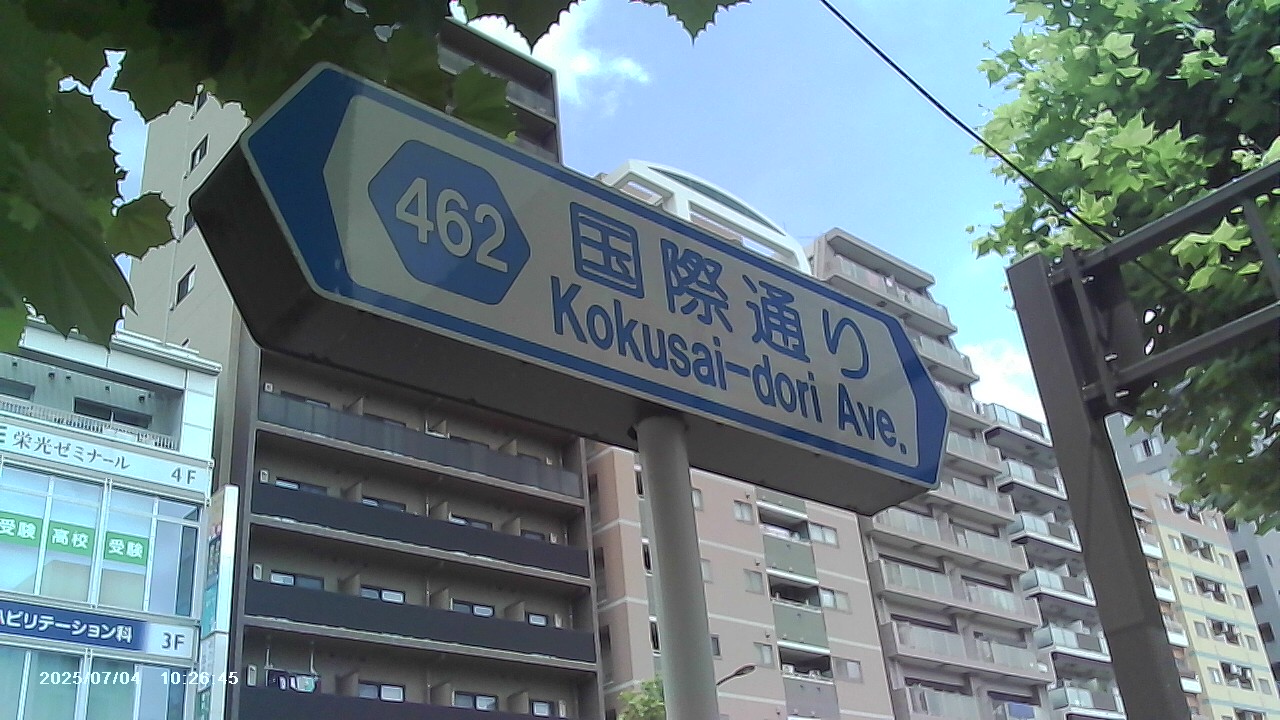 462
国際通り
Kokusai-dori Ave.
栄光ゼミナール
4F
受験
高校
受験
ハビリテーション科
3F
2025/07/04 10:26:45